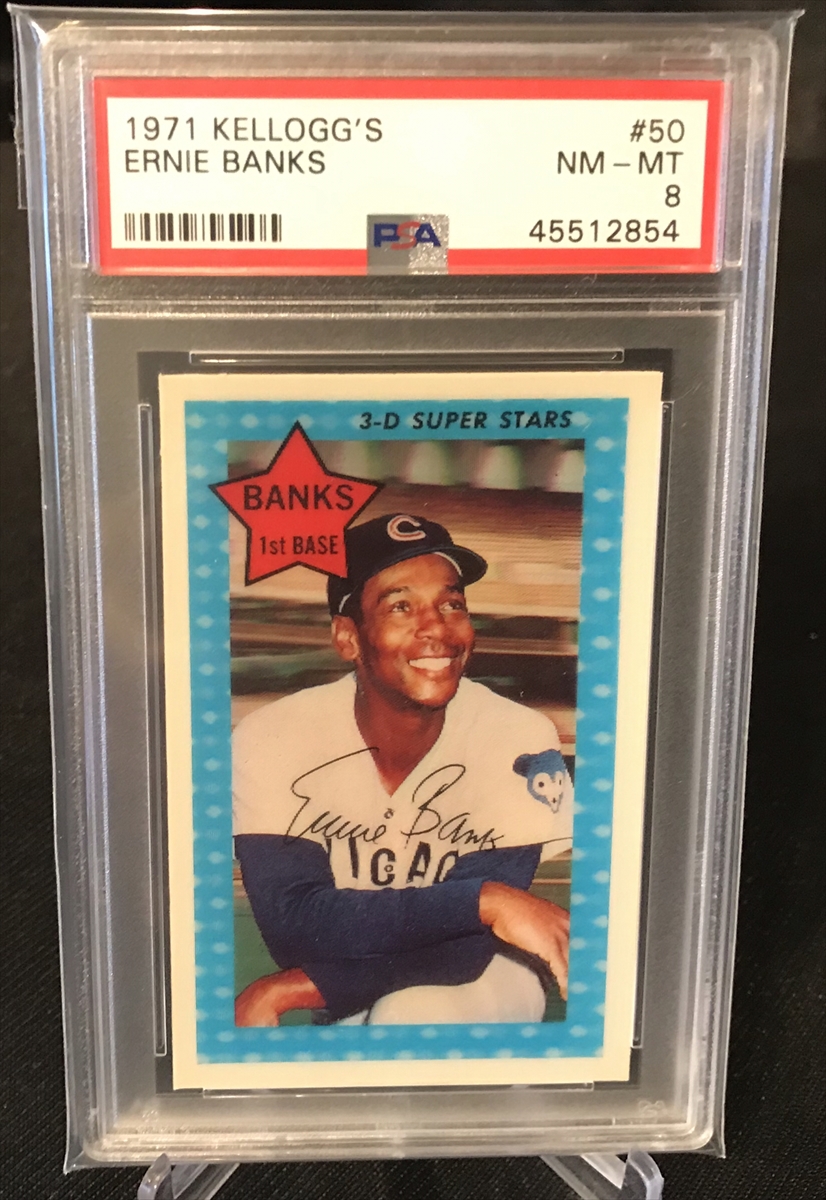 1971 KELLOGG'S #50
ERNIE BANKS NM-MT
8
PSA 45512854
3-D SUPER STARS
BANKS
1st BASE
C
Ernie Banks
ICAG